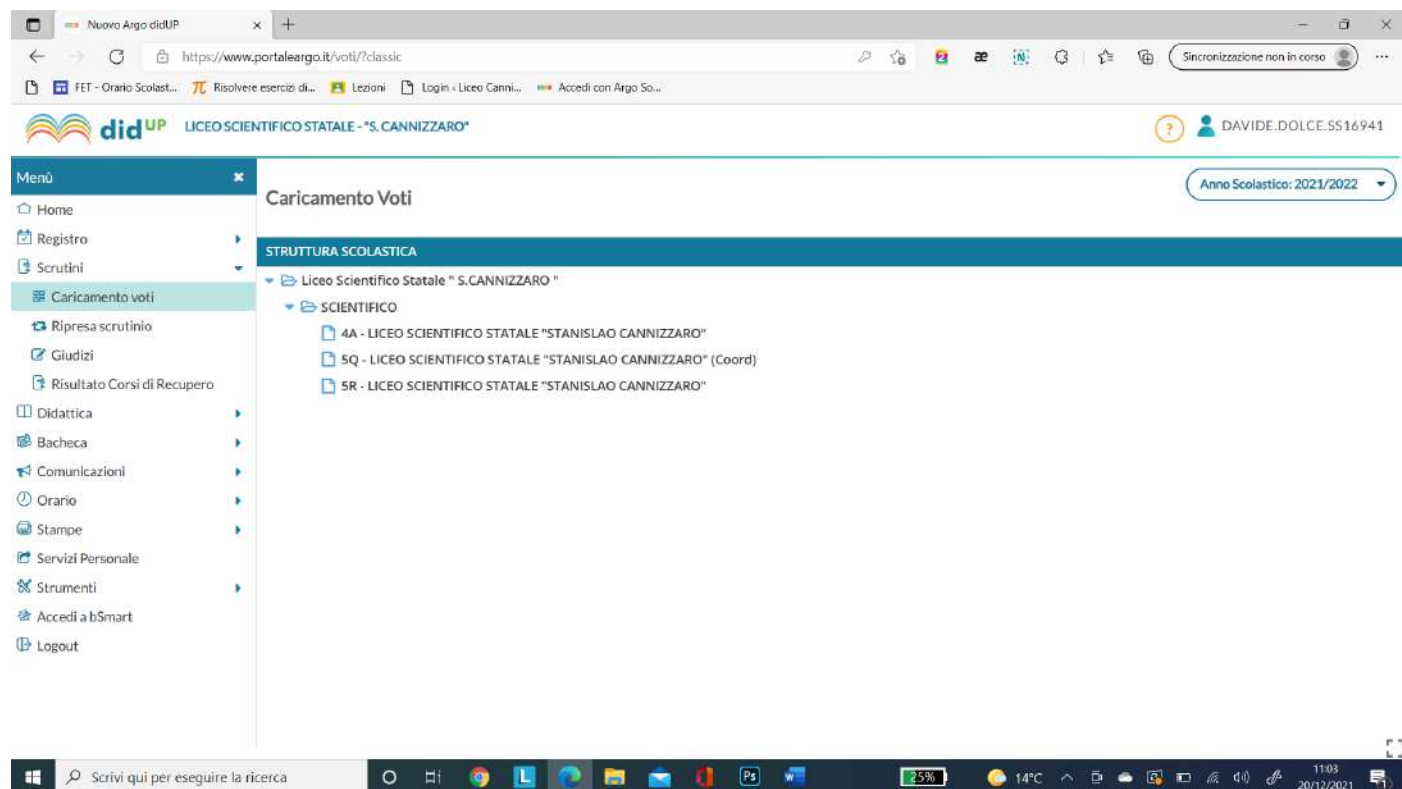 Nuovo Argo didUP
https://www.portaleargo.it/voti/?classic
Sincronizzazione non in corso
FET - Orario Scolast...
Risolvere esercizi di...
Lezioni
Login ‹ Liceo Canni...
Accedi con Argo So...
didUP LICEO SCIENTIFICO STATALE - "S. CANNIZZARO"
? DAVIDE.DOLCE.SS16941
Menù
Anno Scolastico: 2021/2022
Caricamento Voti
Home
Registro
Scrutini
Caricamento voti
Ripresa scrutinio
Giudizi
Risultato Corsi di Recupero
Didattica
Bacheca
Comunicazioni
Orario
Stampe
Servizi Personale
Strumenti
Accedi a bSmart
Logout
STRUTTURA SCOLASTICA
Liceo Scientifico Statale " S.CANNIZZARO "
SCIENTIFICO
4A - LICEO SCIENTIFICO STATALE "STANISLAO CANNIZZARO"
5Q - LICEO SCIENTIFICO STATALE "STANISLAO CANNIZZARO" (Coord)
5R - LICEO SCIENTIFICO STATALE "STANISLAO CANNIZZARO"
Scrivi qui per eseguire la ricerca
L
Ps
25%
14°C
11:03
20/12/2021